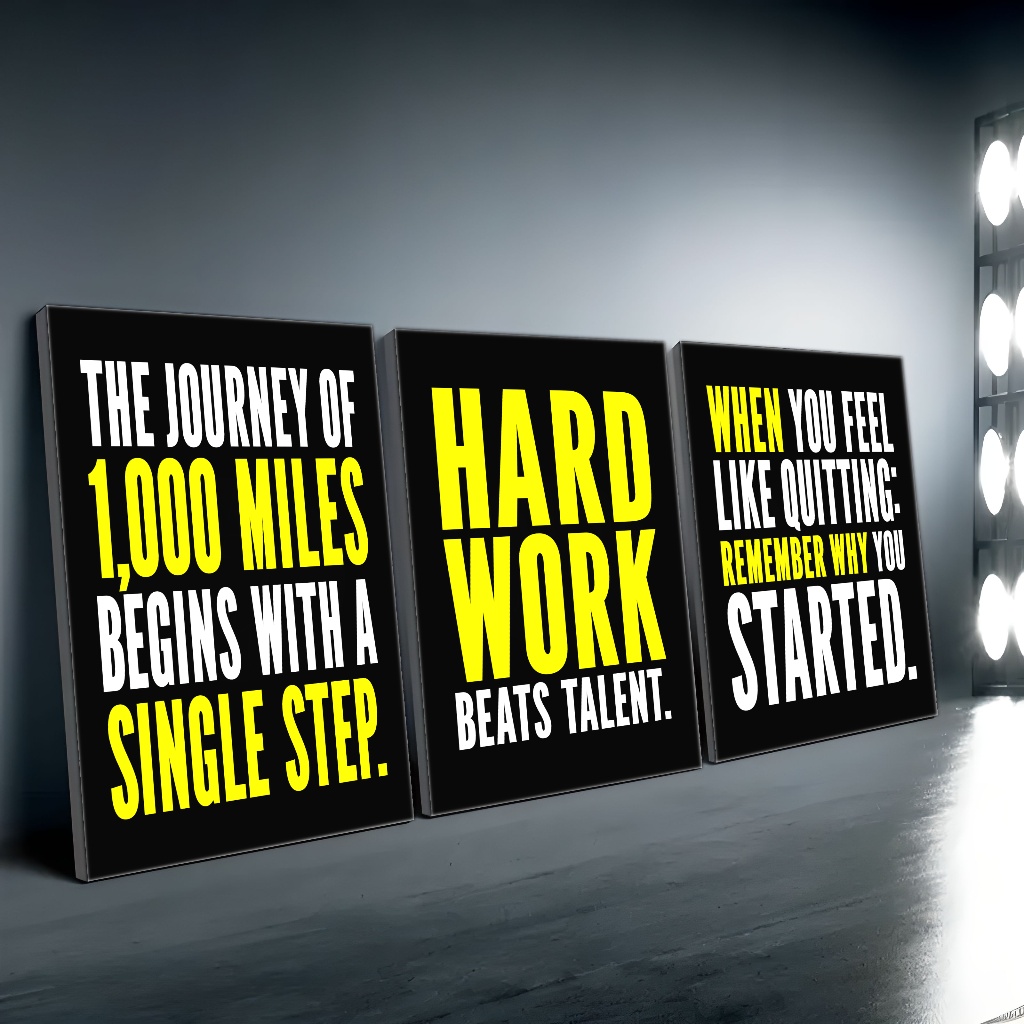 THE JOURNEY OF
1,000 MILES
BEGINS WITH A
SINGLE STEP.
HARD
WORK
BEATS TALENT.
WHEN YOU FEEL
LIKE QUITTING:
REMEMBER WHY YOU
STARTED.